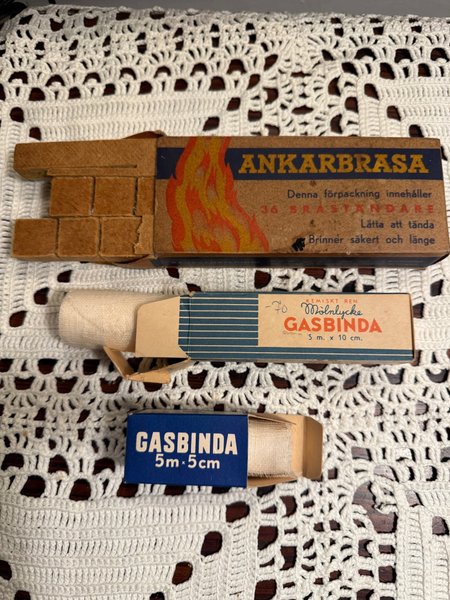 ANKARBRASA
Denna förpackning innehåller
36 BRASTÄNDARE
Lätta att tända
Brinner säkert och länge
-70
KEMISKT REN
Mölnlycke
GASBINDA
5 m. x 10 cm.
GASBINDA
5m · 5cm